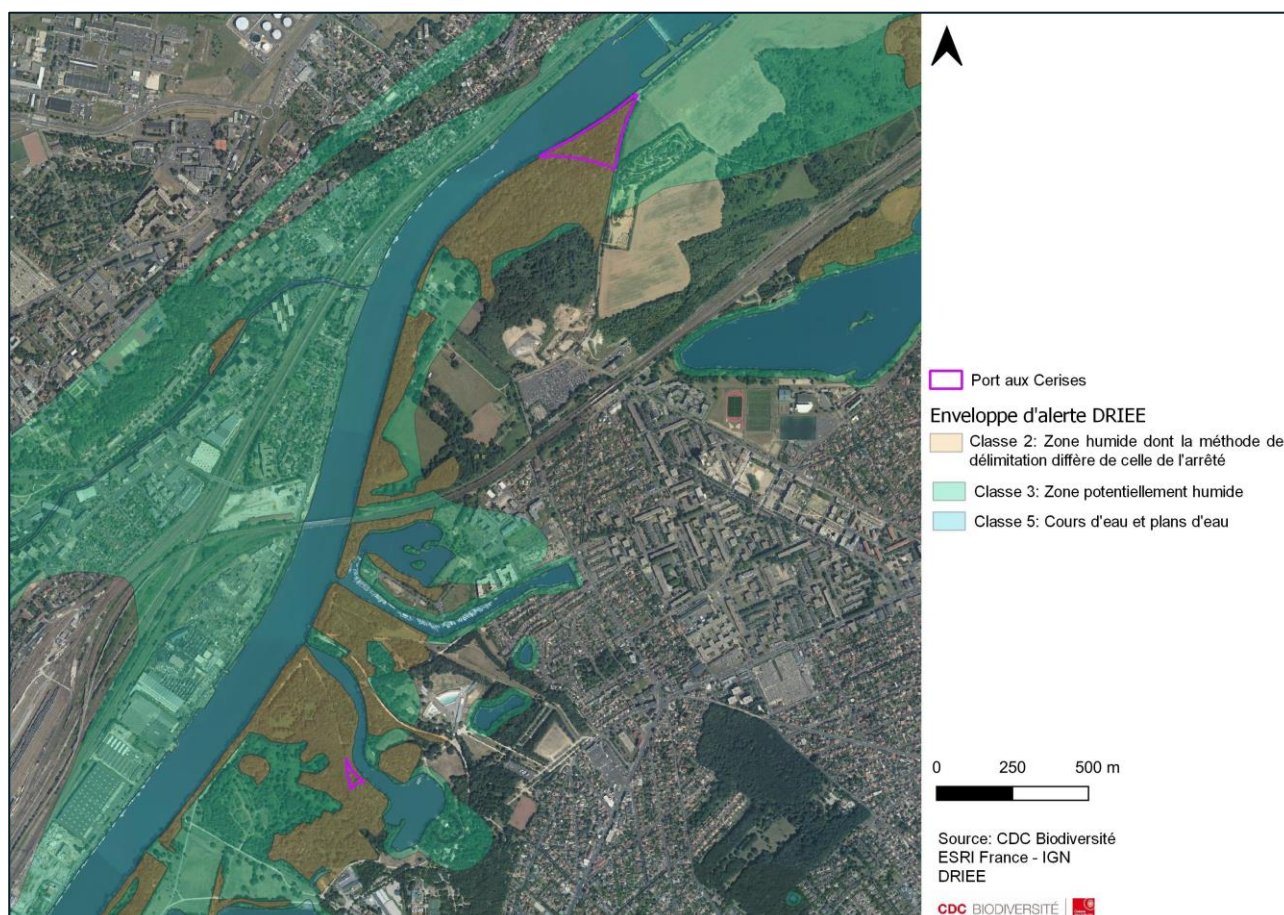 Port aux Cerises
Enveloppe d'alerte DRIEE
Classe 2: Zone humide dont la méthode de
délimitation diffère de celle de l'arrêté
Classe 3: Zone potentiellement humide
Classe 5: Cours d'eau et plans d'eau
0 250 500 m
Source: CDC Biodiversité
ESRI France - IGN
DRIEE
CDC BIODIVERSITÉ